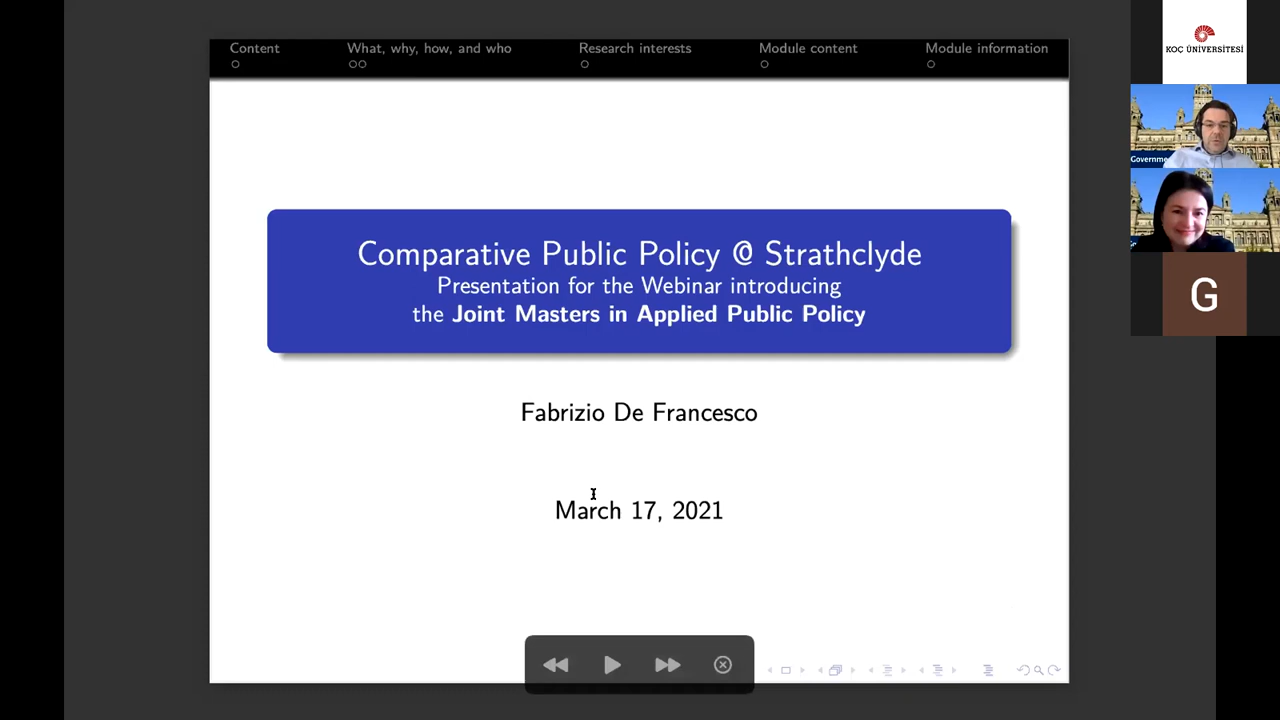 Content
What, why, how, and who
Research interests
Module content
Module information
Comparative Public Policy @ Strathclyde
Presentation for the Webinar introducing
the Joint Masters in Applied Public Policy
Fabrizio De Francesco
March 17, 2021
KOÇ ÜNİVERSİTESİ
Governme
G